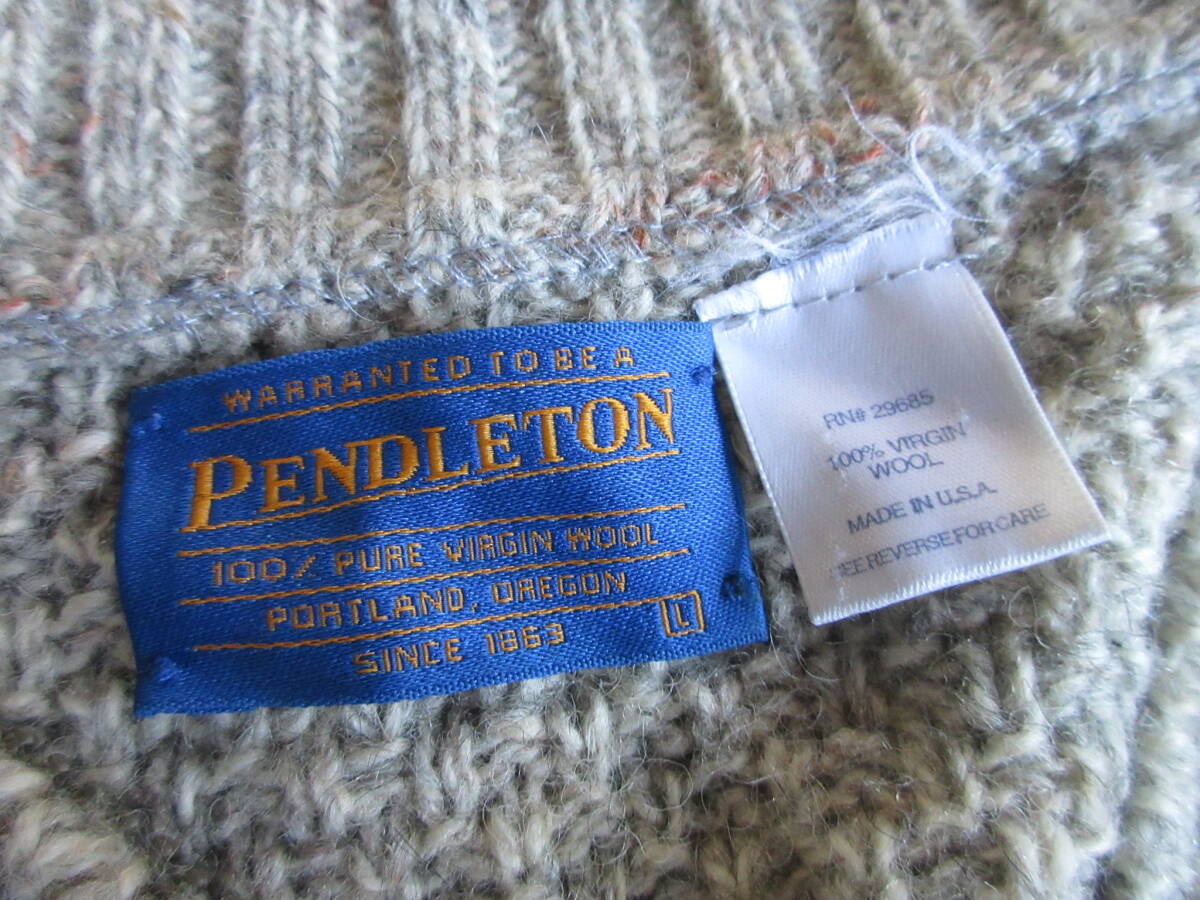 WARRANTED TO BE A
PENDLETON
100% PURE VIRGIN WOOL
PORTLAND, OREGON
SINCE 1863
L
RN# 29685
100% VIRGIN
WOOL
MADE IN U.S.A.
SEE REVERSE FOR CARE